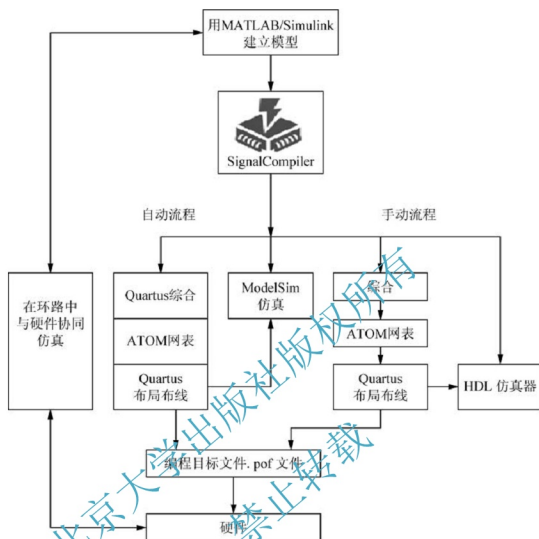 用MATLAB/Simulink
建立模型
SignalCompiler
自动流程
手动流程
在环路中
与硬件协同
仿真
Quartus综合
ATOM网表
Quartus
布局布线
ModelSim
仿真
综合
ATOM网表
Quartus
布局布线
HDL 仿真器
编程目标文件. pof 文件
硬件
北京大学出版社版权所有
禁止转载